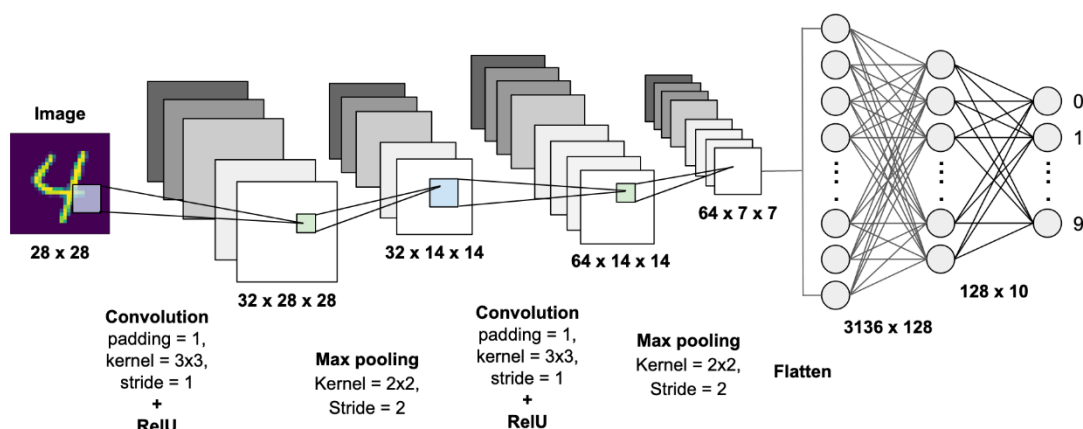 Image
28 x 28
32 x 28 x 28
Convolution
padding = 1,
kernel = 3x3,
stride = 1
+
RelU
32 x 14 x 14
Max pooling
Kernel = 2x2,
Stride = 2
64 x 14 x 14
Convolution
padding = 1,
kernel = 3x3,
stride = 1
+
RelU
64 x 7 x 7
Max pooling
Kernel = 2x2,
Stride = 2
Flatten
3136 x 128
128 x 10
0
1
9